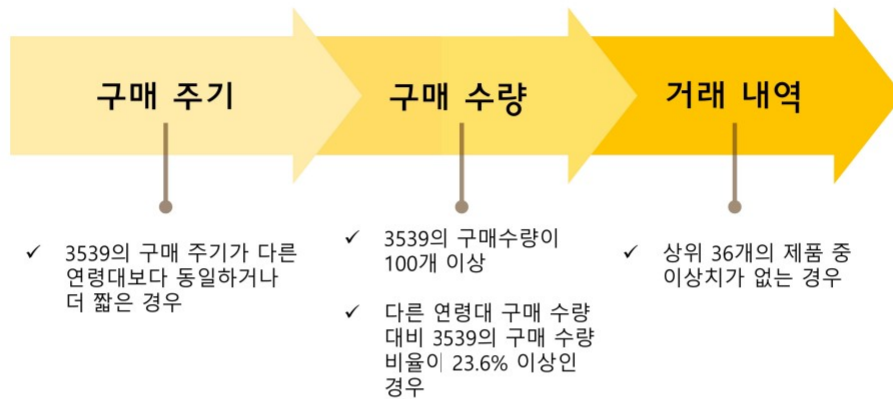 구매 주기
구매 수량
거래 내역
✓ 3539의 구매 주기가 다른
연령대보다 동일하거나
더 짧은 경우
✓ 3539의 구매수량이
100개 이상
✓ 다른 연령대 구매 수량
대비 3539의 구매 수량
비율이 23.6% 이상인
경우
✓ 상위 36개의 제품 중
이상치가 없는 경우